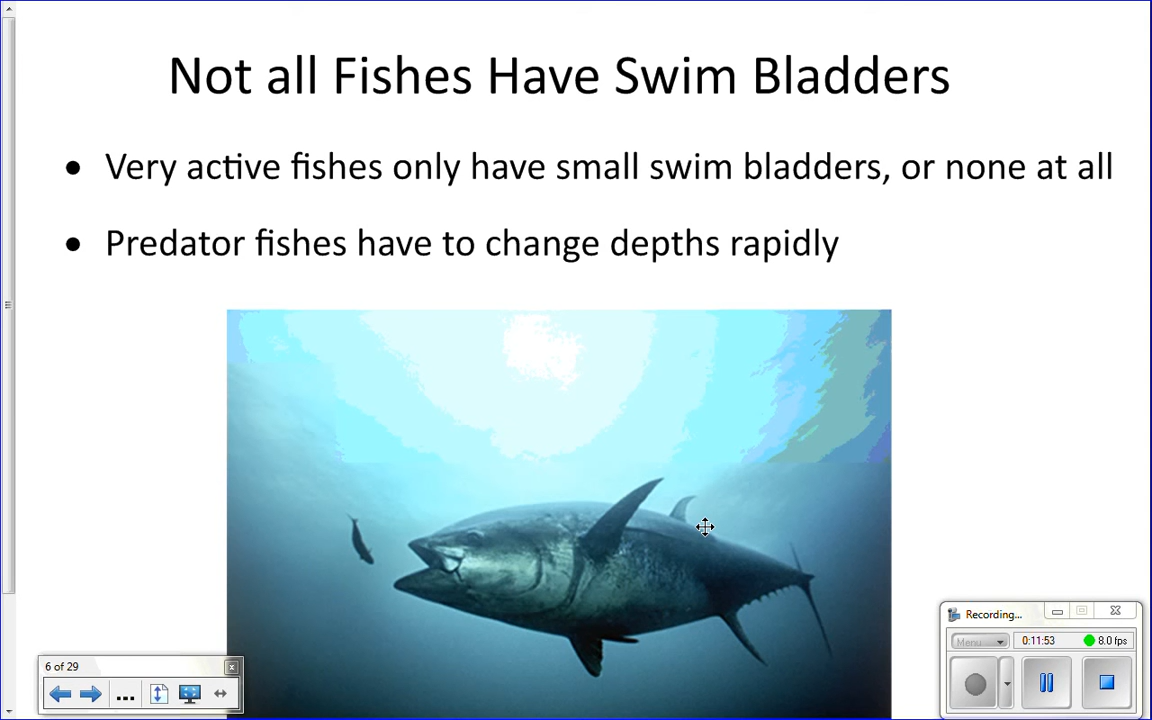 Not all Fishes Have Swim Bladders
• Very active fishes only have small swim bladders, or none at all
• Predator fishes have to change depths rapidly
Recording...
Menu
0:11:53
8.0 fps
6 of 29